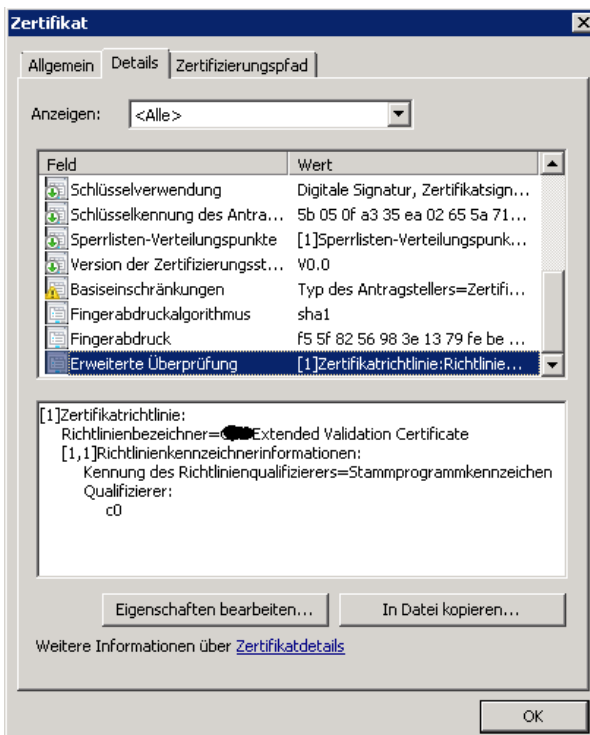 Zertifikat
Allgemein Details Zertifizierungspfad
Anzeigen: <Alle>
Feld Wert
Schlüsselverwendung Digitale Signatur, Zertifikatsign...
Schlüsselkennung des Antra... 5b 05 0f a3 35 ea 02 65 5a 71...
Sperrlisten-Verteilungspunkte [1]Sperrlisten-Verteilungspunk...
Version der Zertifizierungsst... V0.0
Basiseinschränkungen Typ des Antragstellers=Zertifi...
Fingerabdruckalgorithmus sha1
Fingerabdruck f5 5f 82 56 98 3e 13 79 fe be ...
Erweiterte Überprüfung [1]Zertifikatrichtlinie:Richtlinie...
[1]Zertifikatrichtlinie:
Richtlinienbezeichner= Extended Validation Certificate
[1,1]Richtlinienkennzeichnerinformationen:
Kennung des Richtlinienqualifizierers=Stammprogrammkennzeichen
Qualifizierer:
c0
Eigenschaften bearbeiten... In Datei kopieren...
Weitere Informationen über Zertifikatdetails
OK